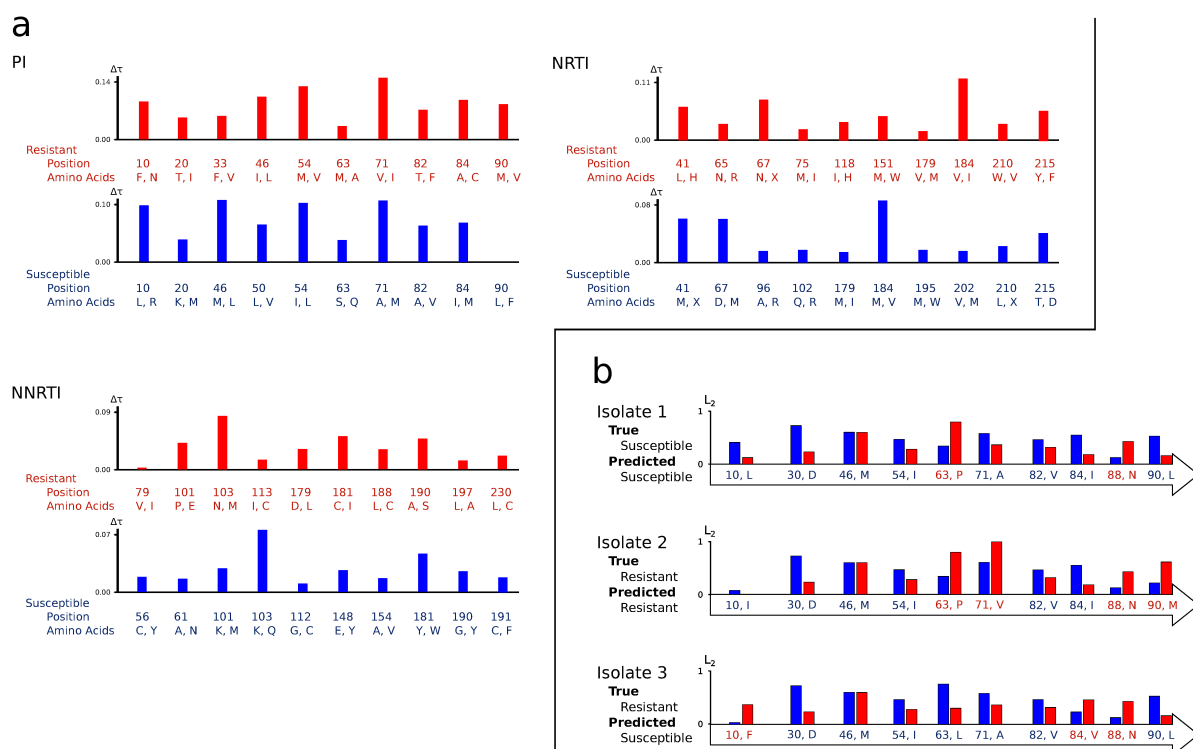 a
PI
Δτ
0.14
0.00
Resistant
Position 10 20 33 46 54 63 71 82 84 90
Amino Acids F, N T, I F, V I, L M, V M, A V, I T, F A, C M, V
Δτ
0.10
0.00
Susceptible
Position 10 20 46 50 54 63 71 82 84 90
Amino Acids L, R K, M M, L L, V I, L S, Q A, M A, V I, M L, F
NRTI
Δτ
0.11
0.00
Resistant
Position 41 65 67 75 118 151 179 184 210 215
Amino Acids L, H N, R N, X M, I I, H M, W V, M V, I W, V Y, F
Δτ
0.08
0.00
Susceptible
Position 41 67 96 102 179 184 195 202 210 215
Amino Acids M, X D, M A, R Q, R M, I M, V M, W V, M L, X T, D
NNRTI
Δτ
0.09
0.00
Resistant
Position 79 101 103 113 179 181 188 190 197 230
Amino Acids V, I P, E N, M I, C D, L C, I L, C A, S L, A L, C
Δτ
0.07
0.00
Susceptible
Position 56 61 101 103 112 148 154 181 190 191
Amino Acids C, Y A, N K, M K, Q G, C E, Y A, V Y, W G, Y C, F
b
L2
Isolate 1 1
True
Susceptible
Predicted 0
Susceptible 10, L 30, D 46, M 54, I 63, P 71, A 82, V 84, I 88, N 90, L
L2
Isolate 2 1
True
Resistant
Predicted 0
Resistant 10, I 30, D 46, M 54, I 63, P 71, V 82, V 84, I 88, N 90, M
L2
Isolate 3 1
True
Resistant
Predicted 0
Susceptible 10, F 30, D 46, M 54, I 63, L 71, A 82, V 84, V 88, N 90, L